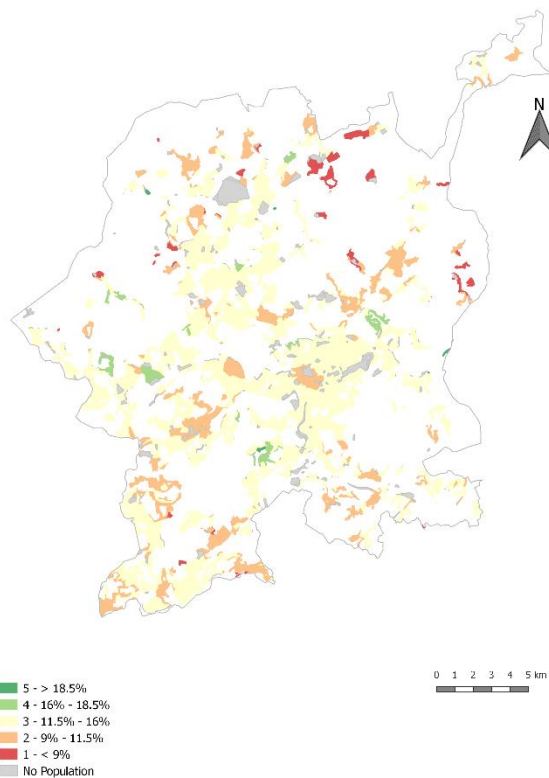 N
0 1 2 3 4 5 km
5 - > 18.5%
4 - 16% - 18.5%
3 - 11.5% - 16%
2 - 9% - 11.5%
1 - < 9%
No Population